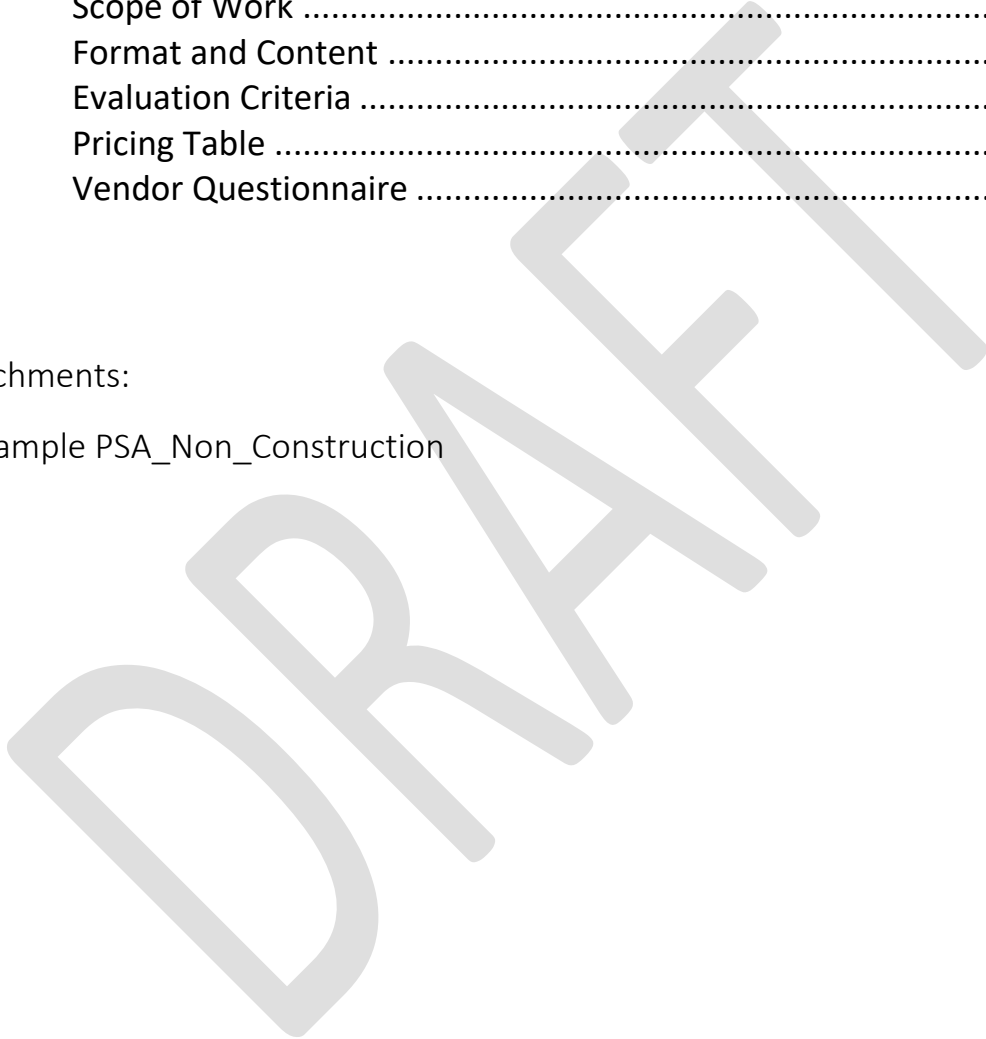 Scope of Work ........................................................................
Format and Content ...............................................................
Evaluation Criteria ..................................................................
Pricing Table ...........................................................................
Vendor Questionnaire ............................................................
chments:
ample PSA_Non_Construction
DRAFT